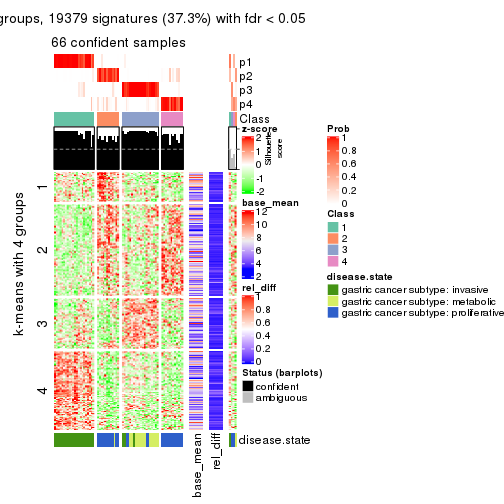 groups, 19379 signatures (37.3%) with fdr < 0.05
66 confident samples
p1
p2
p3
p4
Class
z-score
2
1
0
-1
-2
Silhouette
score
base_mean
12
10
8
6
4
2
rel_diff
1
0.8
0.6
0.4
0.2
0
Status (barplots)
confident
ambiguous
Prob
1
0.8
0.6
0.4
0.2
0
Class
1
2
3
4
disease.state
gastric cancer subtype: invasive
gastric cancer subtype: metabolic
gastric cancer subtype: proliferative
k-means with 4 groups
1
2
3
4
disease.state
base_mean
rel_diff